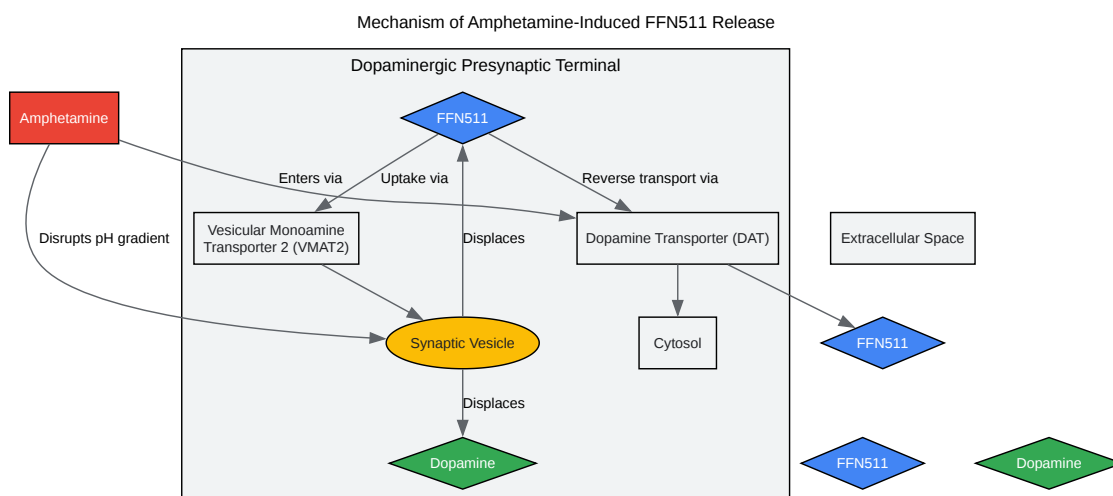 Mechanism of Amphetamine-Induced FFN511 Release
Dopaminergic Presynaptic Terminal
Amphetamine
FFN511
Enters via
Uptake via
Reverse transport via
Vesicular Monoamine
Transporter 2 (VMAT2)
Disrupts pH gradient
Displaces
Dopamine Transporter (DAT)
Extracellular Space
Synaptic Vesicle
Cytosol
FFN511
Displaces
Dopamine
FFN511
Dopamine